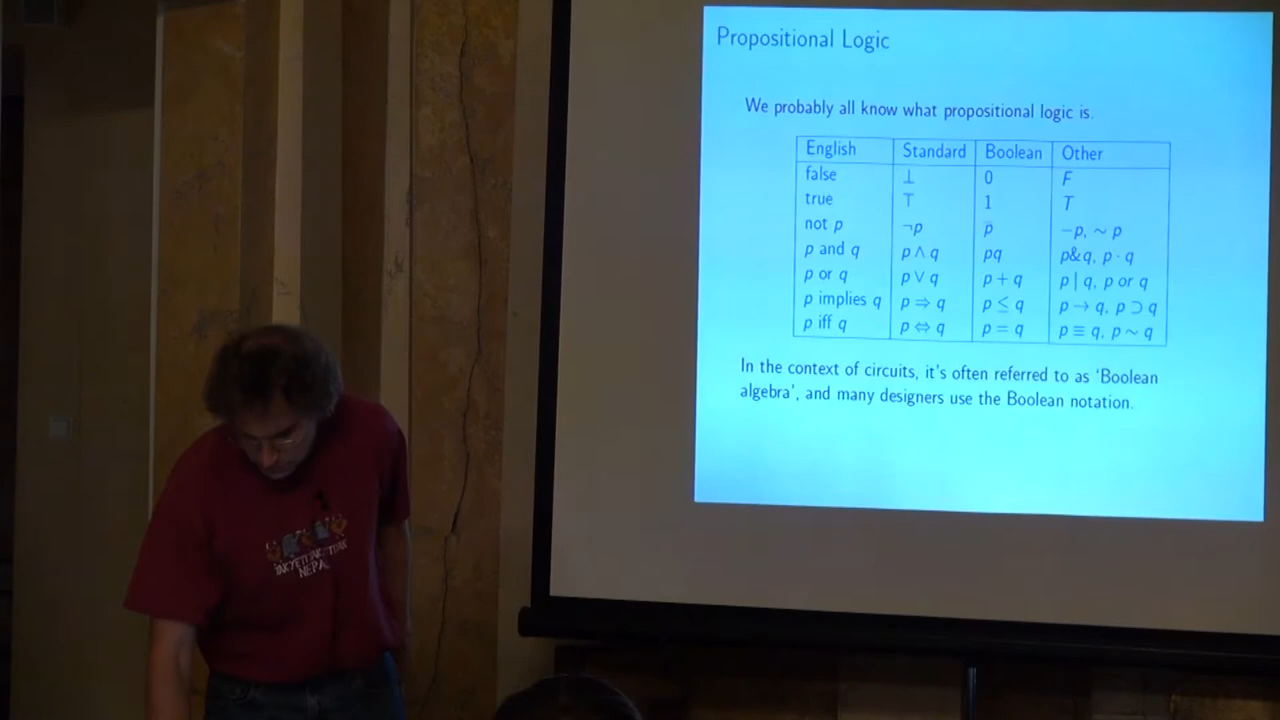 Propositional Logic
We probably all know what propositional logic is.
English Standard Boolean Other
false ⊥ 0 F
true ⊤ 1 T
not p ¬p p̅ −p, ∼ p
p and q p ∧ q pq p&q, p · q
p or q p ∨ q p + q p | q, p or q
p implies q p ⇒ q p ≤ q p → q, p ⊃ q
p iff q p ⇔ q p = q p ≡ q, p ∼ q
In the context of circuits, it's often referred to as ‘Boolean
algebra’, and many designers use the Boolean notation.
NEPAL